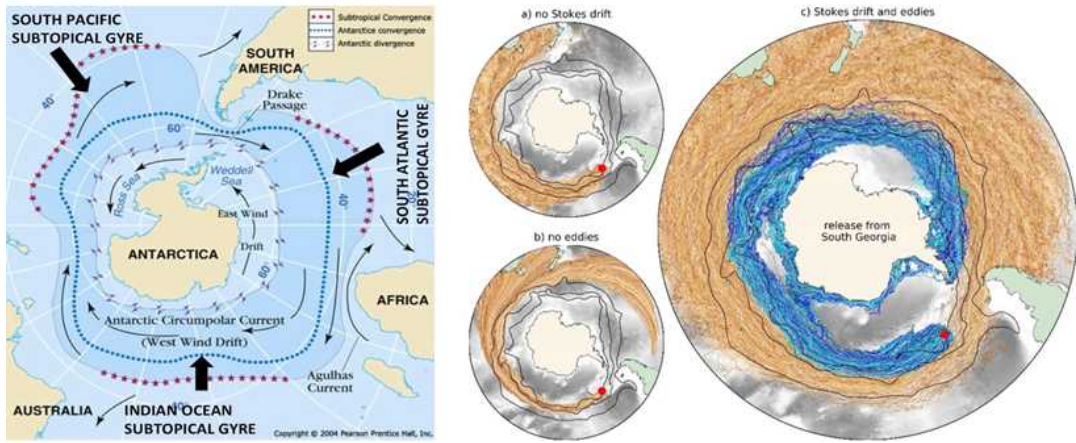 SOUTH PACIFIC
SUBTOPICAL GYRE
Subtropical Convergence
Antarctice convergence
Antarctic divergence
SOUTH
AMERICA
Drake
Passage
40°
60°
Ross Sea
Weddell
Sea
East Wind
Drift
ANTARCTICA
60°
40°
SOUTH ATLANTIC
SUBTOPICAL GYRE
AFRICA
Antarctic Circumpolar Current
(West Wind Drift)
Agulhas
Current
AUSTRALIA
40°
INDIAN OCEAN
SUBTOPICAL GYRE
Copyright © 2004 Pearson Prentice Hall, Inc.
a) no Stokes drift
b) no eddies
c) Stokes drift and eddies
release from
South Georgia